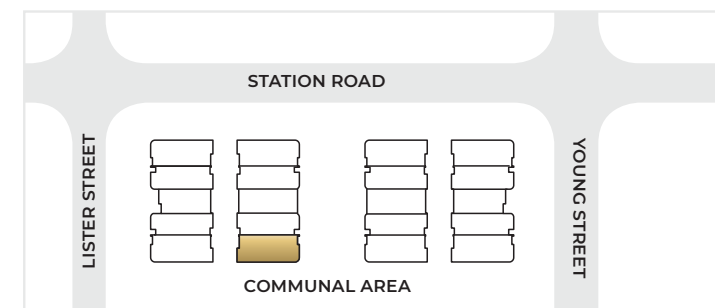 STATION ROAD
LISTER STREET
YOUNG STREET
COMMUNAL AREA